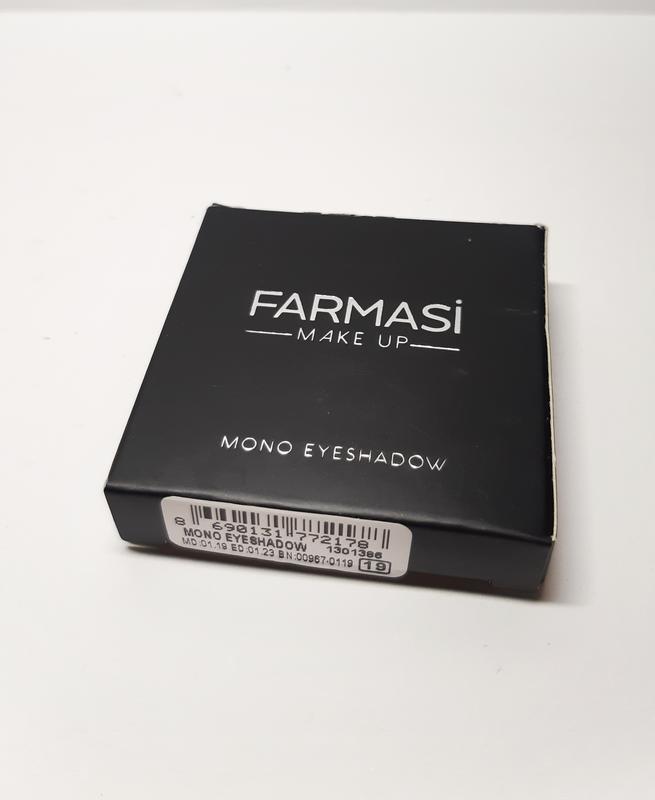 FARMASİ
MAKE UP
MONO EYESHADOW
8 690131 772178
MONO EYESHADOW 1301386
MD:01.19 ED:01.23 BN:00967-0119 19